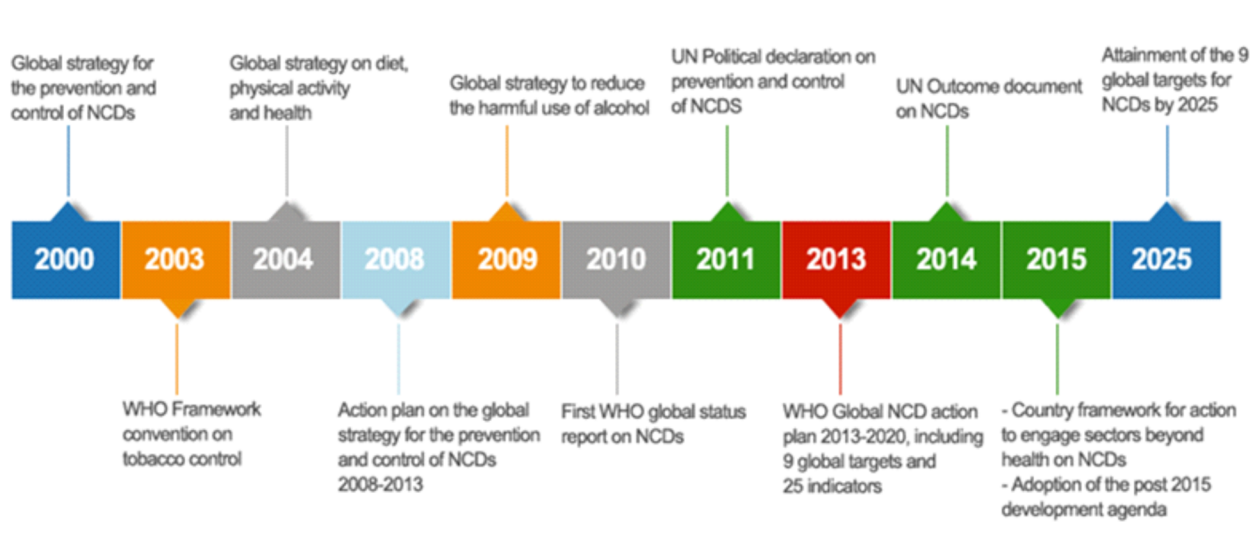 Global strategy for
the prevention and
control of NCDs
Global strategy on diet,
physical activity
and health
Global strategy to reduce
the harmful use of alcohol
UN Political declaration on
prevention and control
of NCDS
UN Outcome document
on NCDs
Attainment of the 9
global targets for
NCDs by 2025
2000
2003
2004
2008
2009
2010
2011
2013
2014
2015
2025
WHO Framework
convention on
tobacco control
Action plan on the global
strategy for the prevention
and control of NCDs
2008-2013
First WHO global status
report on NCDs
WHO Global NCD action
plan 2013-2020, including
9 global targets and
25 indicators
- Country framework for action
to engage sectors beyond
health on NCDs
- Adoption of the post 2015
development agenda